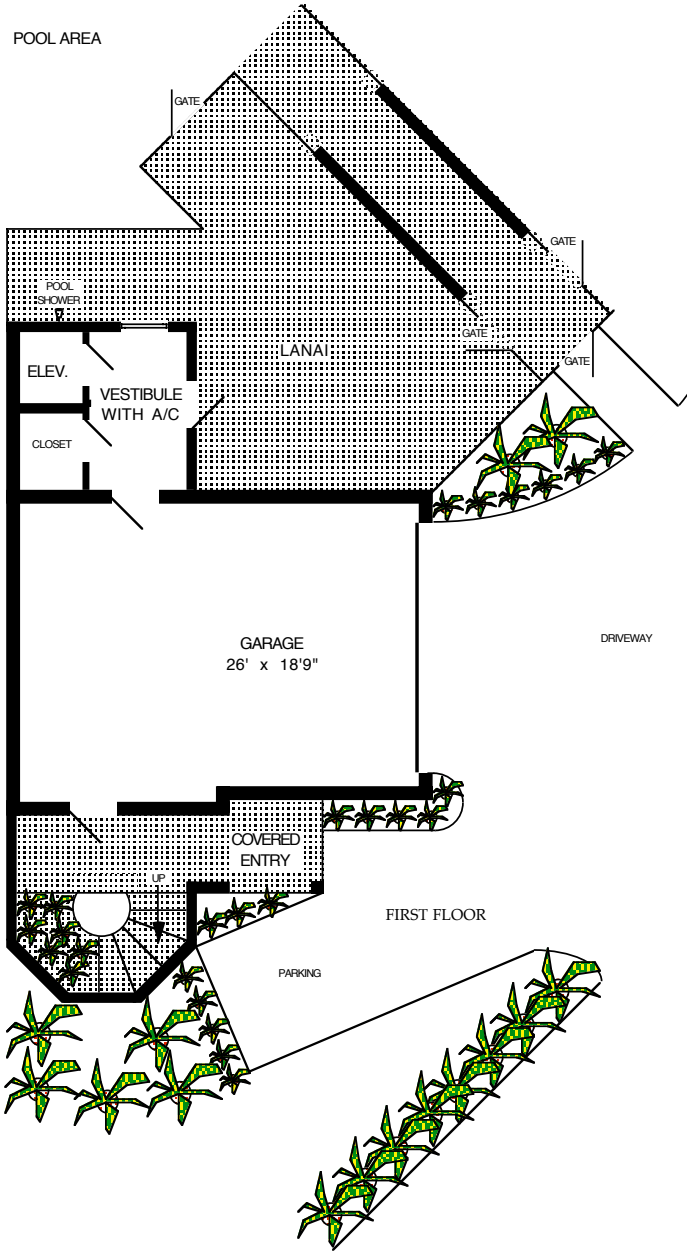 POOL AREA
GATE
GATE
POOL
SHOWER
GATE
LANAI
GATE
ELEV.
VESTIBULE
WITH A/C
CLOSET
DRIVEWAY
GARAGE
26' x 18'9"
COVERED
ENTRY
UP
FIRST FLOOR
PARKING